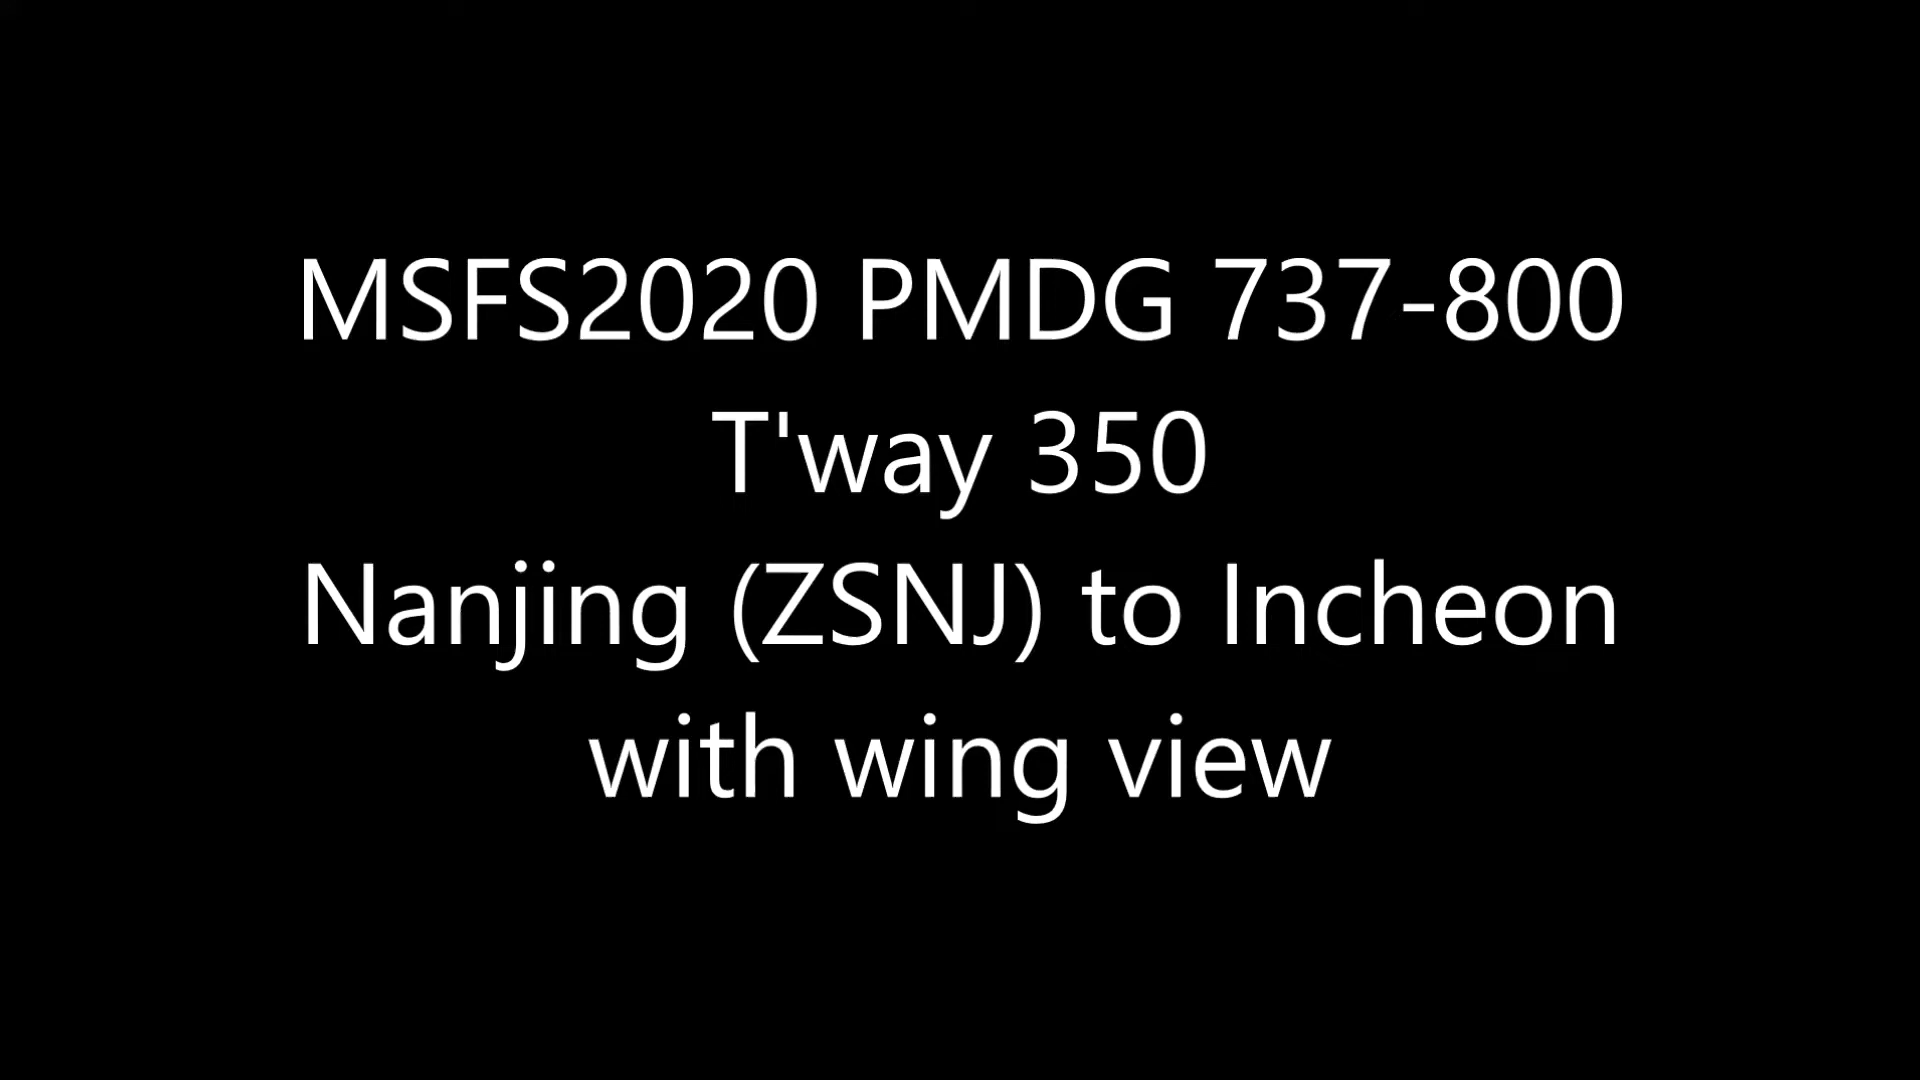 MSFS2020 PMDG 737-800
T'way 350
Nanjing (ZSNJ) to Incheon
with wing view